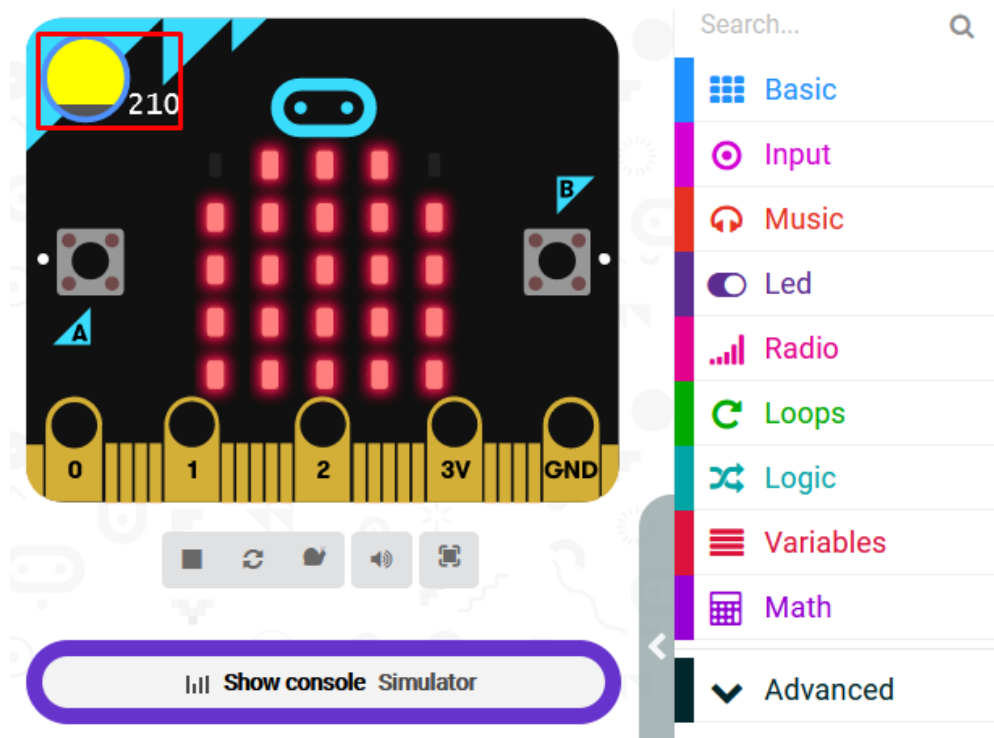 210
B
A
0 1 2 3V GND
Show console Simulator
Search...
Basic
Input
Music
Led
Radio
Loops
Logic
Variables
Math
Advanced